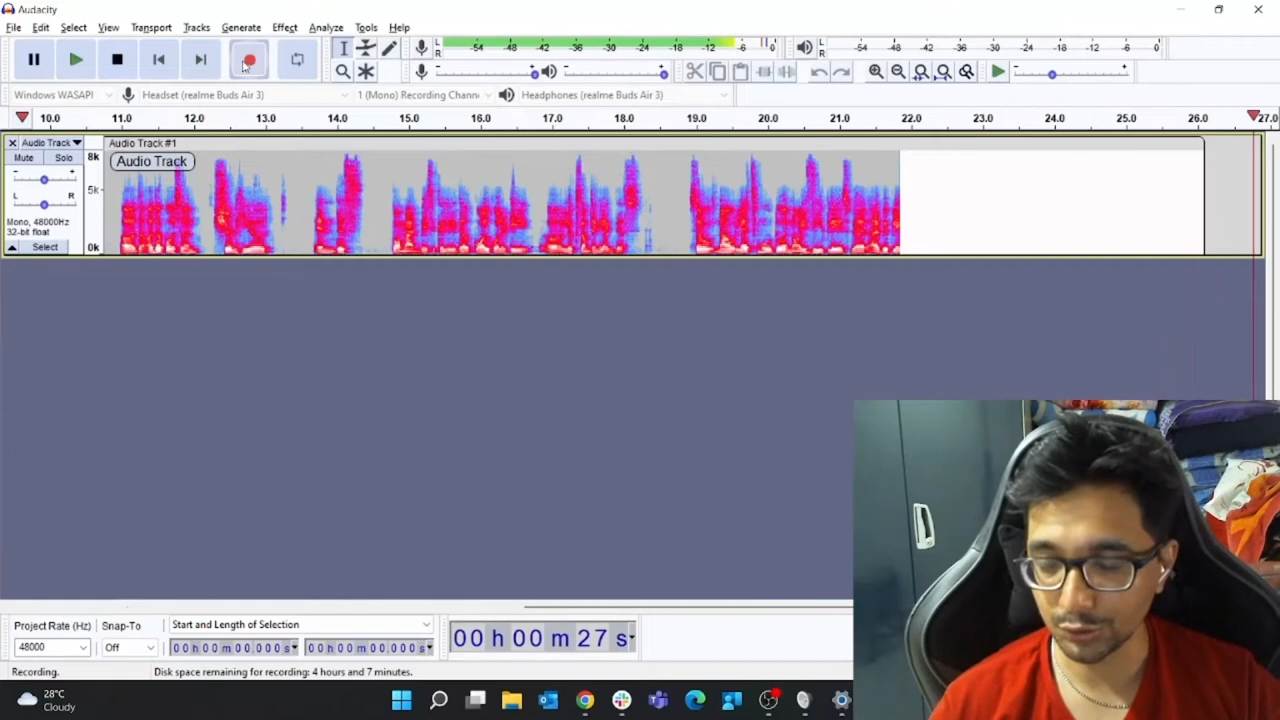 Audacity
File Edit Select View Transport Tracks Generate Effect Analyze Tools Help
L
R
-54 -48 -42 -36 -30 -24 -18 -12 -6 0
L
R
-54 -48 -42 -36 -30 -24 -18 -12 -6 0
Windows WASAPI Headset (realme Buds Air 3) 1 (Mono) Recording Chann Headphones (realme Buds Air 3)
10.0 11.0 12.0 13.0 14.0 15.0 16.0 17.0 18.0 19.0 20.0 21.0 22.0 23.0 24.0 25.0 26.0 27.0
Audio Track
Audio Track #1
Mute Solo
8k
Audio Track
- +
5k
L R
Mono, 48000Hz
32-bit float
Select
0k
Project Rate (Hz) Snap-To Start and Length of Selection
48000 Off 00 h 00 m 00.000 s 00 h 00 m 00.000 s
00 h 00 m 27 s
Recording. Disk space remaining for recording: 4 hours and 7 minutes.
28°C
Cloudy